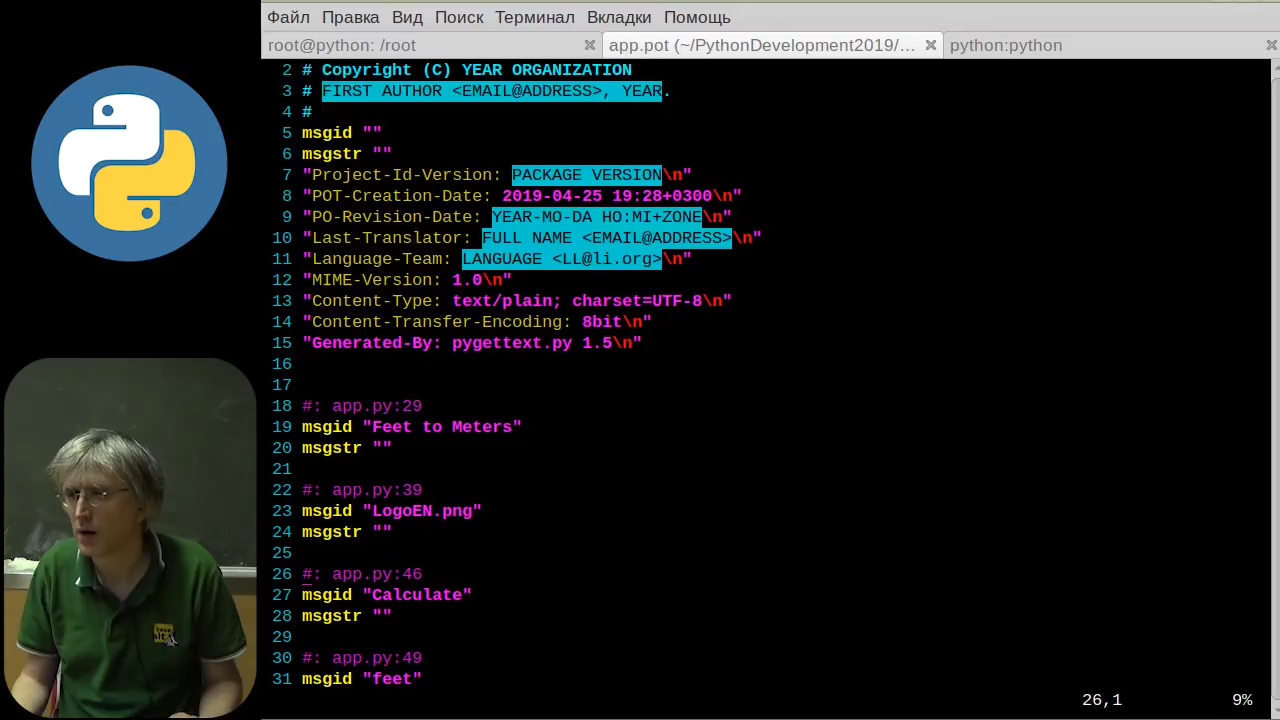 Файл Правка Вид Поиск Терминал Вкладки Помощь
root@python: /root
app.pot (~/PythonDevelopment2019/…
python:python
2 # Copyright (C) YEAR ORGANIZATION
3 # FIRST AUTHOR <EMAIL@ADDRESS>, YEAR.
4 #
5 msgid ""
6 msgstr ""
7 "Project-Id-Version: PACKAGE VERSION\n"
8 "POT-Creation-Date: 2019-04-25 19:28+0300\n"
9 "PO-Revision-Date: YEAR-MO-DA HO:MI+ZONE\n"
10 "Last-Translator: FULL NAME <EMAIL@ADDRESS>\n"
11 "Language-Team: LANGUAGE <LL@li.org>\n"
12 "MIME-Version: 1.0\n"
13 "Content-Type: text/plain; charset=UTF-8\n"
14 "Content-Transfer-Encoding: 8bit\n"
15 "Generated-By: pygettext.py 1.5\n"
16
17
18 #: app.py:29
19 msgid "Feet to Meters"
20 msgstr ""
21
22 #: app.py:39
23 msgid "LogoEN.png"
24 msgstr ""
25
26 #: app.py:46
27 msgid "Calculate"
28 msgstr ""
29
30 #: app.py:49
31 msgid "feet"
26,1 9%